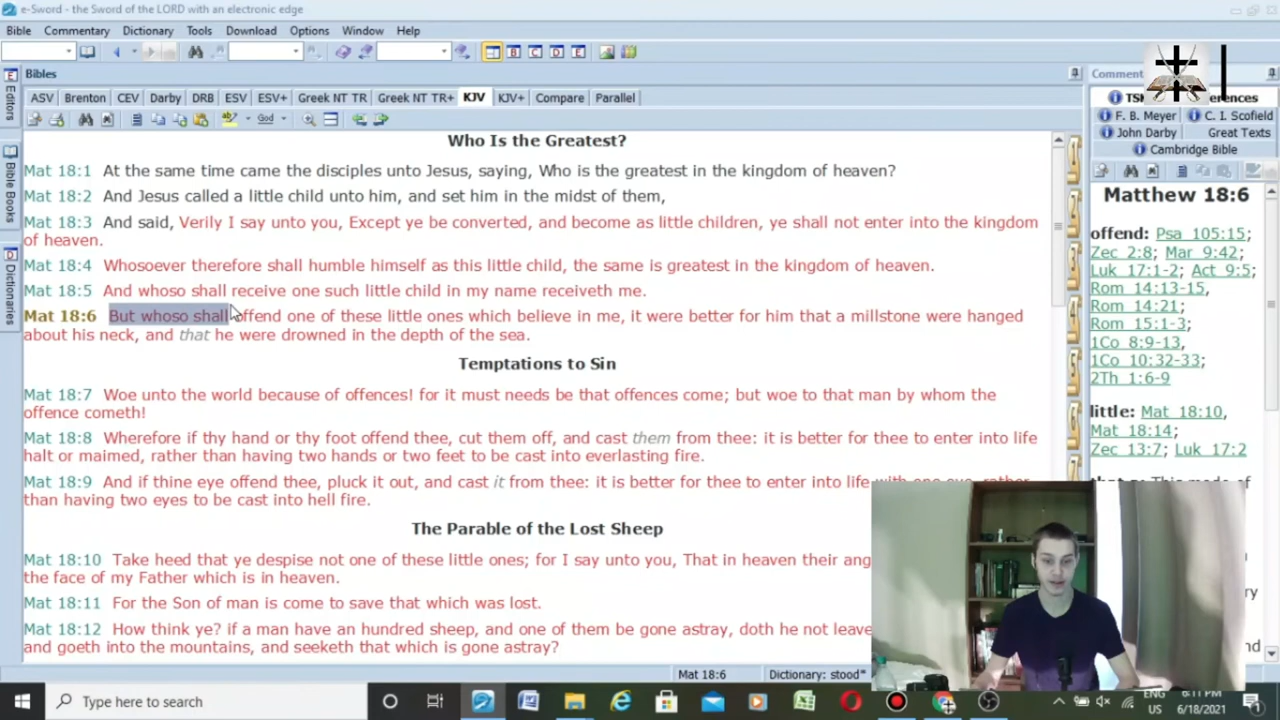 e-Sword - the Sword of the LORD with an electronic edge
Bible Commentary Dictionary Tools Download Options Window Help
B C D E
Bibles
Comment
ASV Brenton CEV Darby DRB ESV ESV+ Greek NT TR Greek NT TR+ KJV KJV+ Compare Parallel
God
Editors
Bible Books
Dictionaries
Who Is the Greatest?
Mat 18:1 At the same time came the disciples unto Jesus, saying, Who is the greatest in the kingdom of heaven?
Mat 18:2 And Jesus called a little child unto him, and set him in the midst of them,
Mat 18:3 And said, Verily I say unto you, Except ye be converted, and become as little children, ye shall not enter into the kingdom
of heaven.
Mat 18:4 Whosoever therefore shall humble himself as this little child, the same is greatest in the kingdom of heaven.
Mat 18:5 And whoso shall receive one such little child in my name receiveth me.
Mat 18:6 But whoso shall offend one of these little ones which believe in me, it were better for him that a millstone were hanged
about his neck, and that he were drowned in the depth of the sea.
Temptations to Sin
Mat 18:7 Woe unto the world because of offences! for it must needs be that offences come; but woe to that man by whom the
offence cometh!
Mat 18:8 Wherefore if thy hand or thy foot offend thee, cut them off, and cast them from thee: it is better for thee to enter into life
halt or maimed, rather than having two hands or two feet to be cast into everlasting fire.
Mat 18:9 And if thine eye offend thee, pluck it out, and cast it from thee: it is better for thee to enter into life with one eye, rather
than having two eyes to be cast into hell fire.
The Parable of the Lost Sheep
Mat 18:10 Take heed that ye despise not one of these little ones; for I say unto you, That in heaven their ang
the face of my Father which is in heaven.
Mat 18:11 For the Son of man is come to save that which was lost.
Mat 18:12 How think ye? if a man have an hundred sheep, and one of them be gone astray, doth he not leave
and goeth into the mountains, and seeketh that which is gone astray?
TSK
F. B. Meyer C. I. Scofield
John Darby Great Texts
Cambridge Bible
Matthew 18:6
offend: Psa 105:15;
Zec 2:8; Mar 9:42;
Luk 17:1-2; Act 9:5;
Rom 14:13-15,
Rom 14:21;
Rom 15:1-3;
1Co 8:9-13,
1Co 10:32-33;
2Th 1:6-9
little: Mat 18:10,
Mat 18:14;
Zec 13:7; Luk 17:2
Mat 18:6 Dictionary: stood*
Type here to search
ENG
US
6:11 PM
6/18/2021